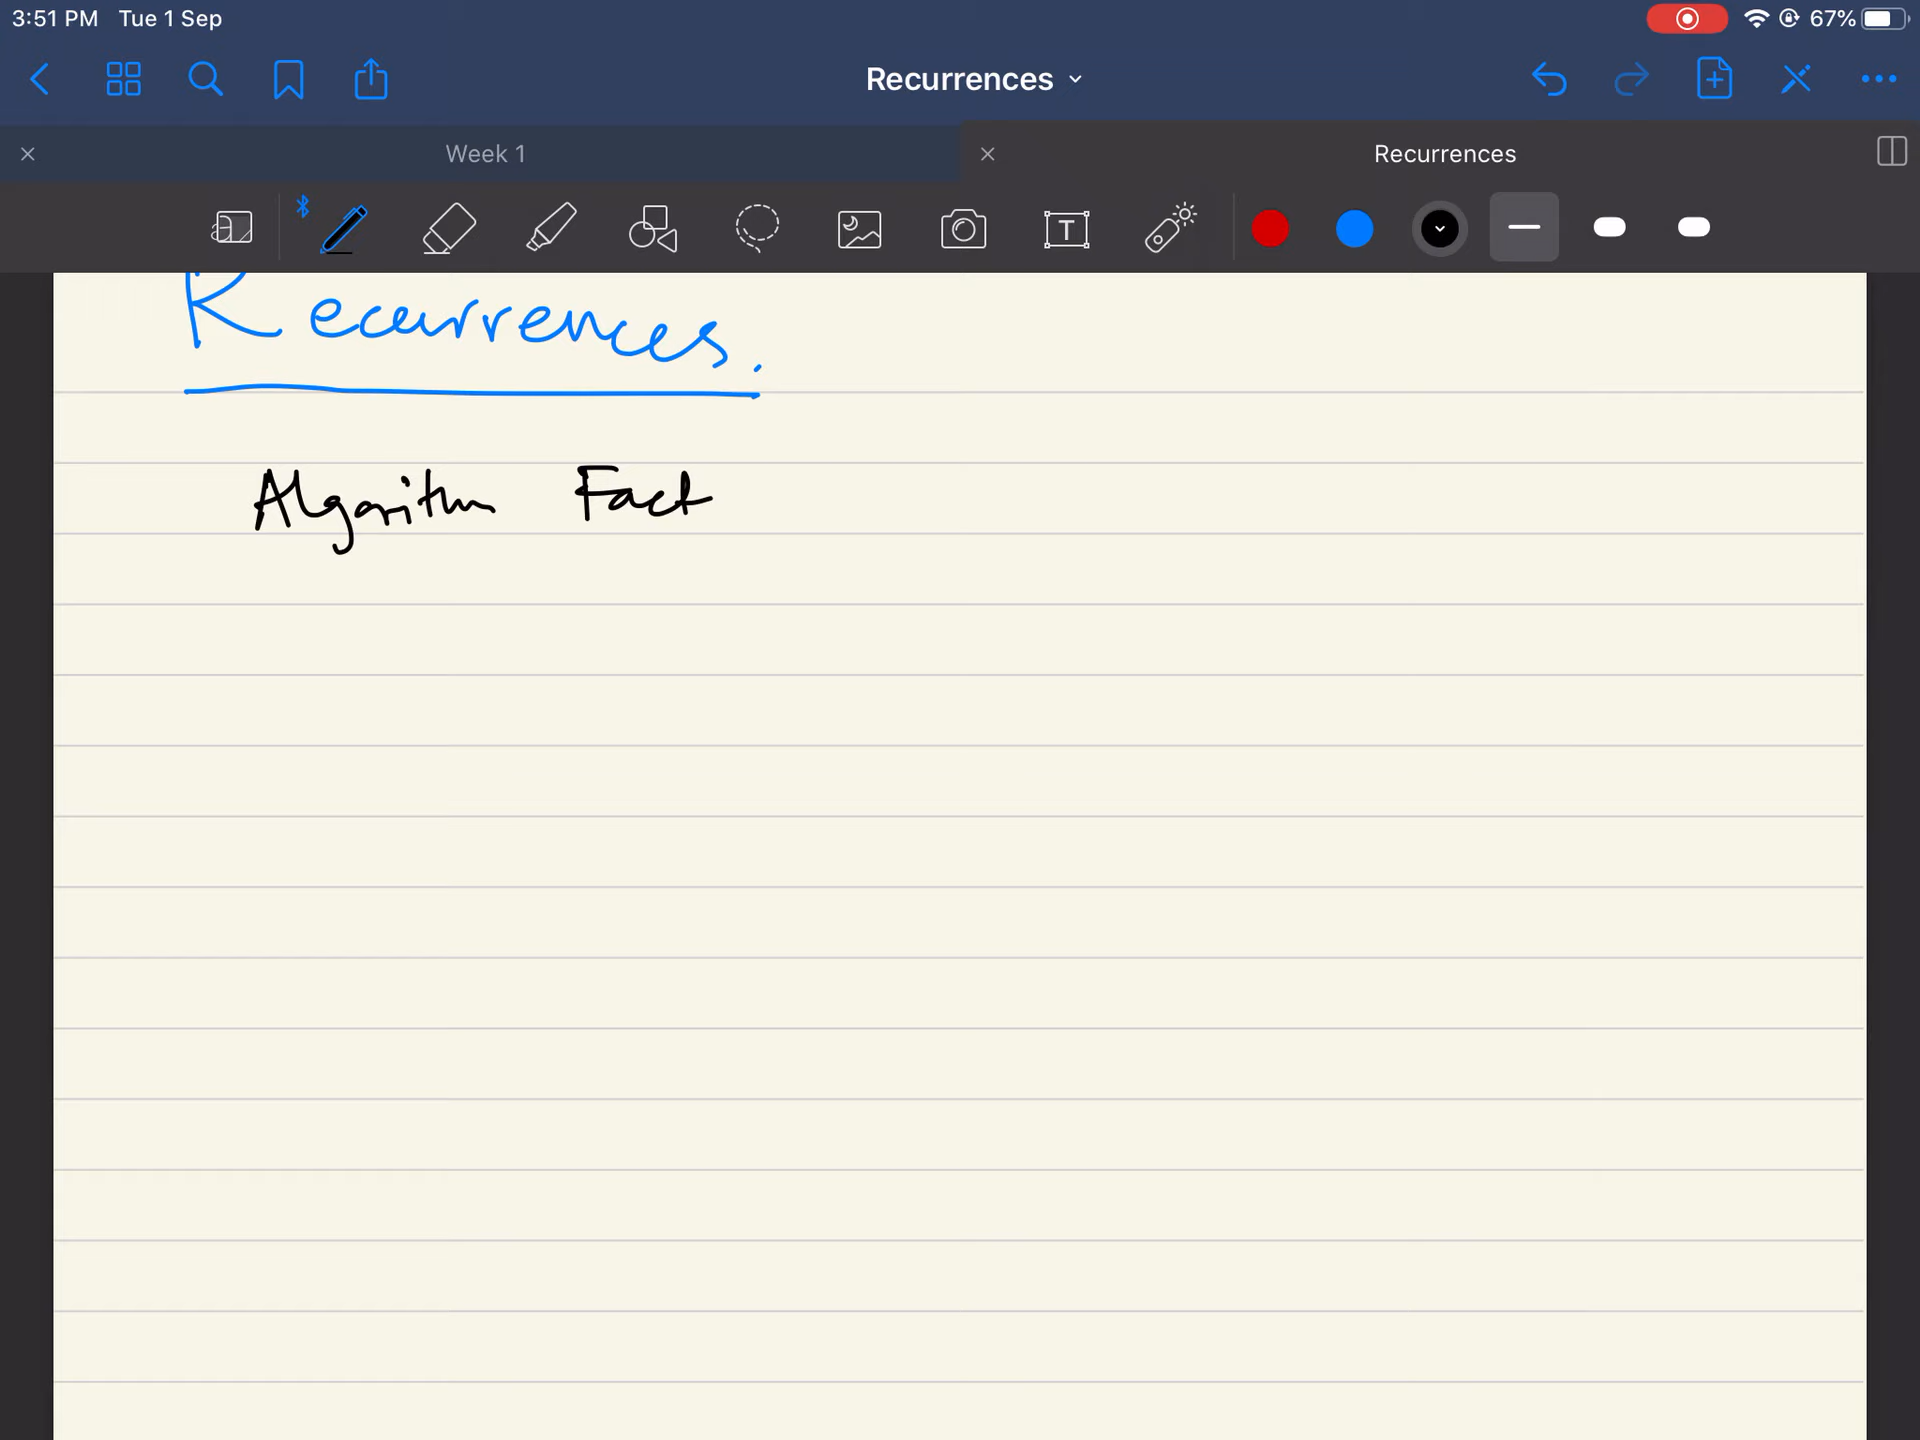 3:51 PM Tue 1 Sep 67%
Recurrences
Week 1 Recurrences
T
Recurrences.
Algorithm Fact